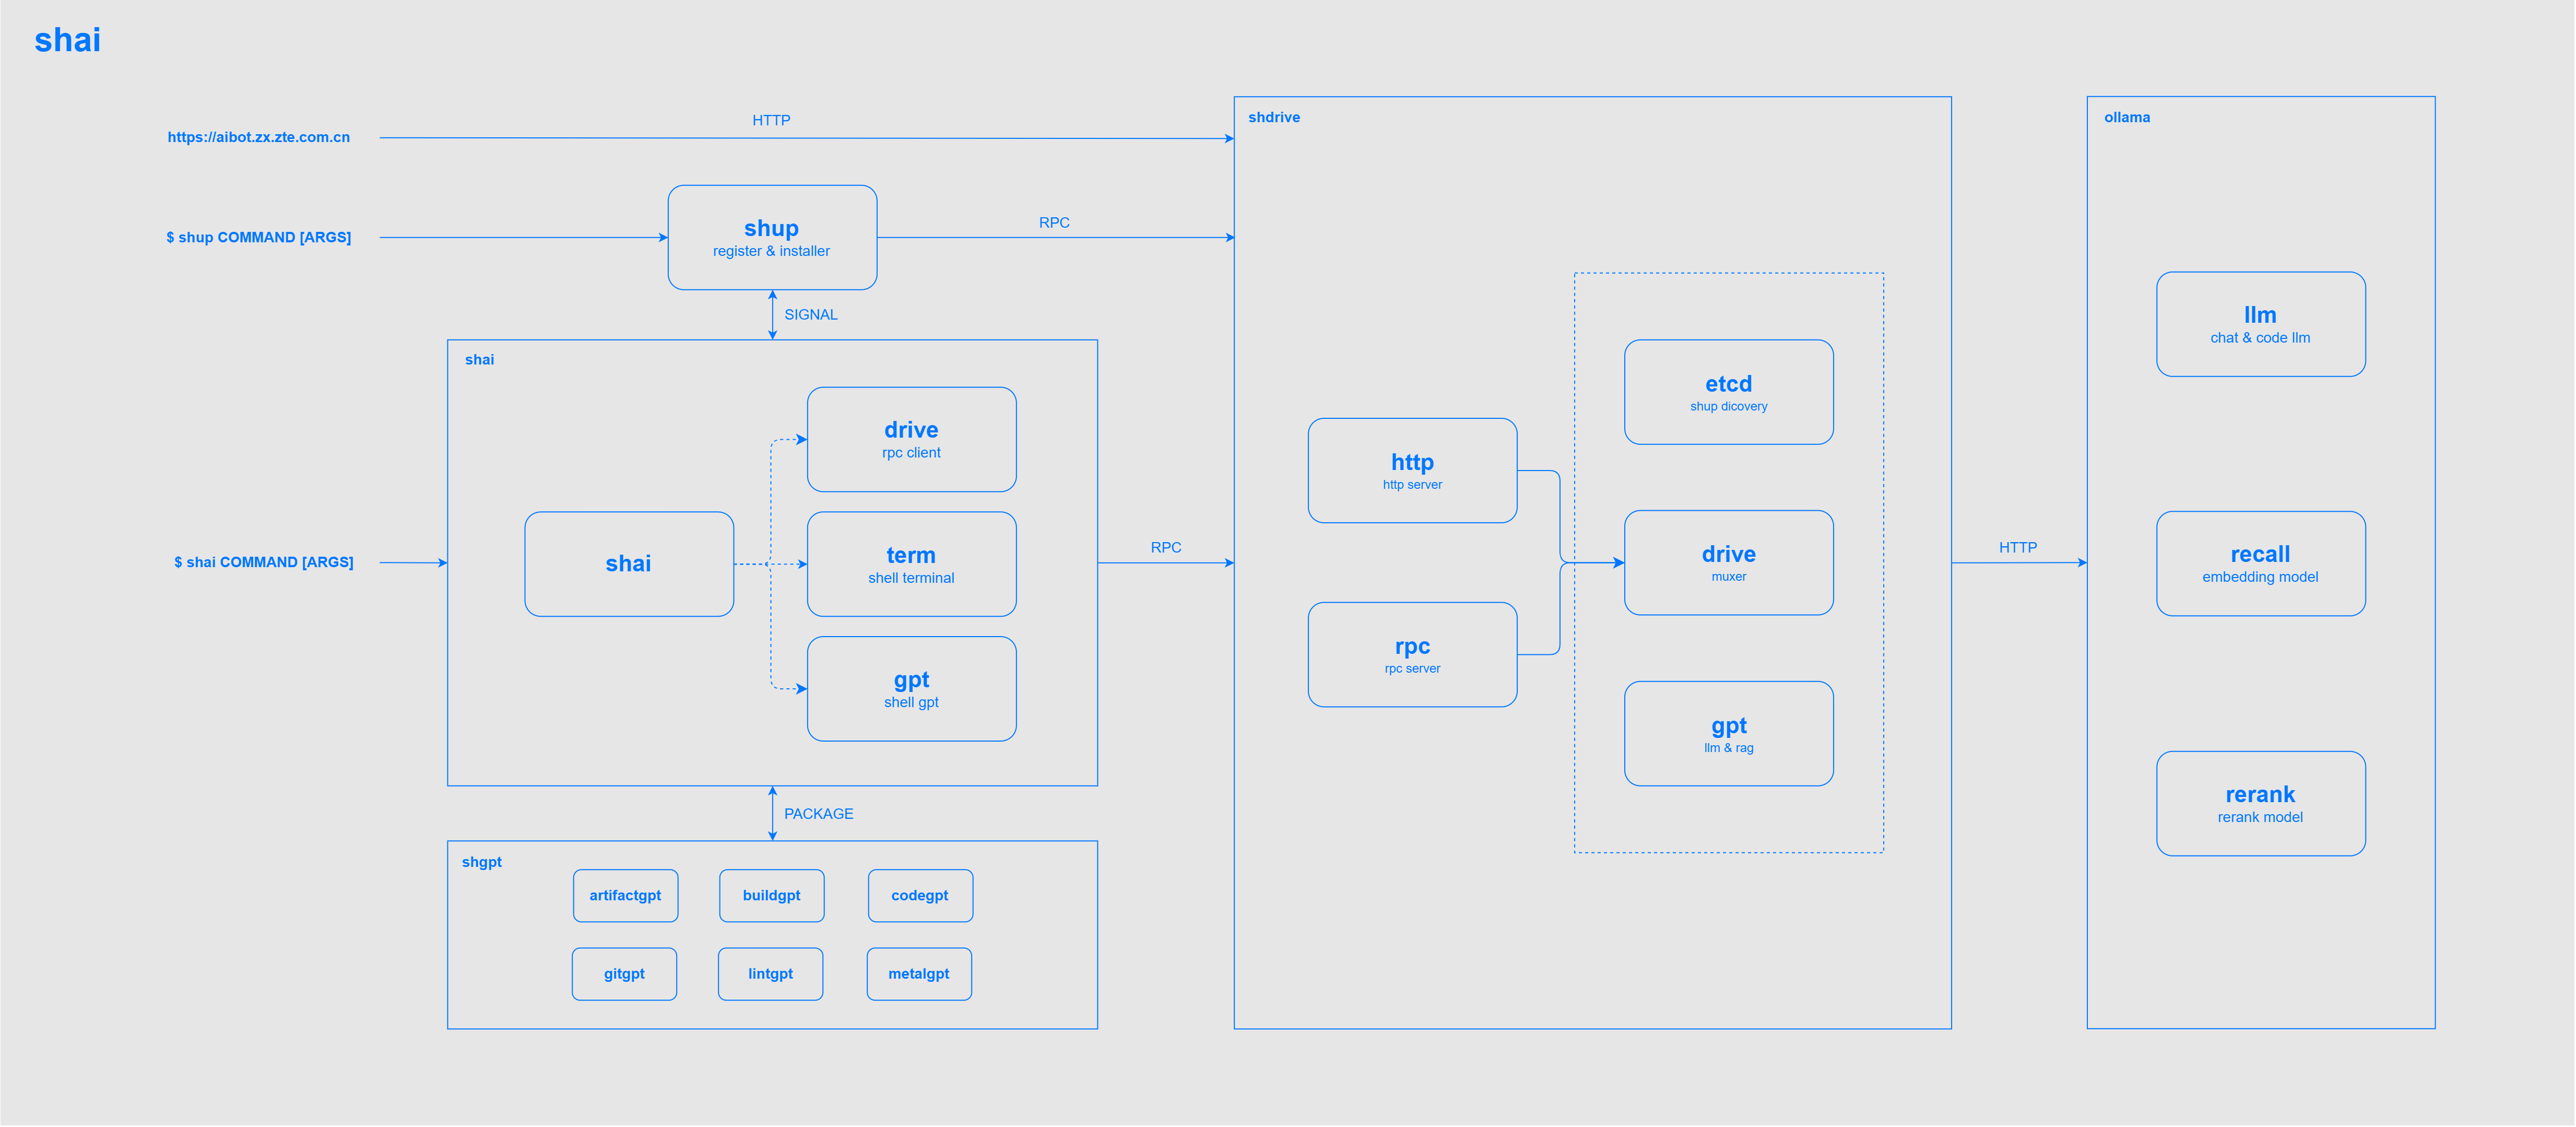 shai
https://aibot.zx.zte.com.cn
HTTP
$ shup COMMAND [ARGS]
shup
register & installer
RPC
SIGNAL
$ shai COMMAND [ARGS]
shai
shai
drive
rpc client
term
shell terminal
gpt
shell gpt
RPC
PACKAGE
shgpt
artifactgpt
buildgpt
codegpt
gitgpt
lintgpt
metalgpt
shdrive
http
http server
rpc
rpc server
etcd
shup dicovery
drive
muxer
gpt
llm & rag
HTTP
ollama
llm
chat & code llm
recall
embedding model
rerank
rerank model